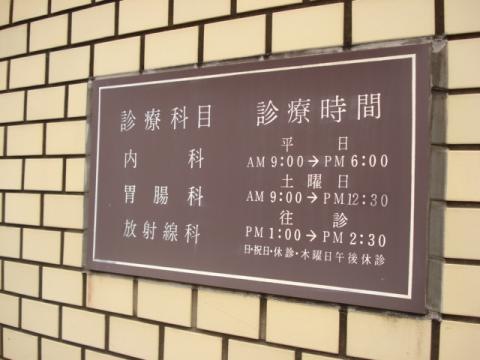 診療科目
内科
胃腸科
放射線科
診療時間
平日
AM 9:00→PM 6:00
土曜日
AM 9:00→PM12:30
往診
PM 1:00→PM 2:30
日・祝日・休診・木曜日午後休診